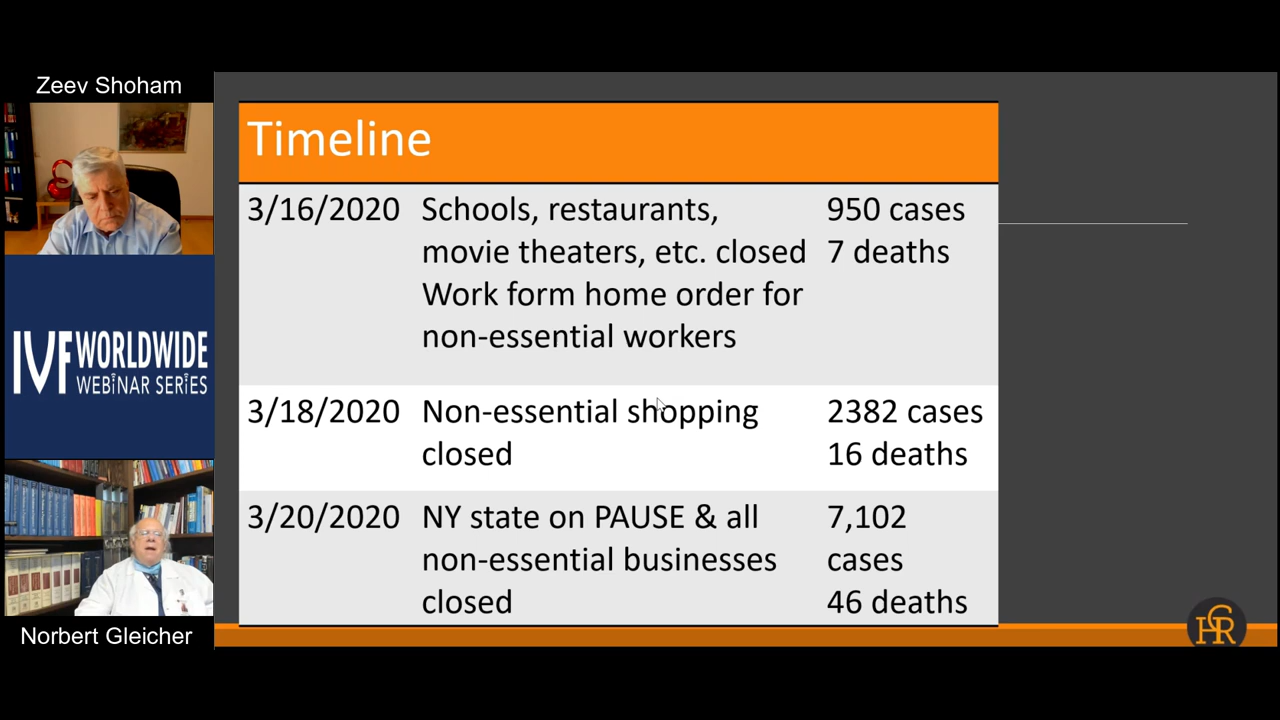 Zeev Shoham
IVF WORLDWIDE
WEBINAR SERIES
Norbert Gleicher
Timeline
3/16/2020 Schools, restaurants, 950 cases
movie theaters, etc. closed 7 deaths
Work form home order for
non-essential workers
3/18/2020 Non-essential shopping 2382 cases
closed 16 deaths
3/20/2020 NY state on PAUSE & all 7,102
non-essential businesses cases
closed 46 deaths
CHR